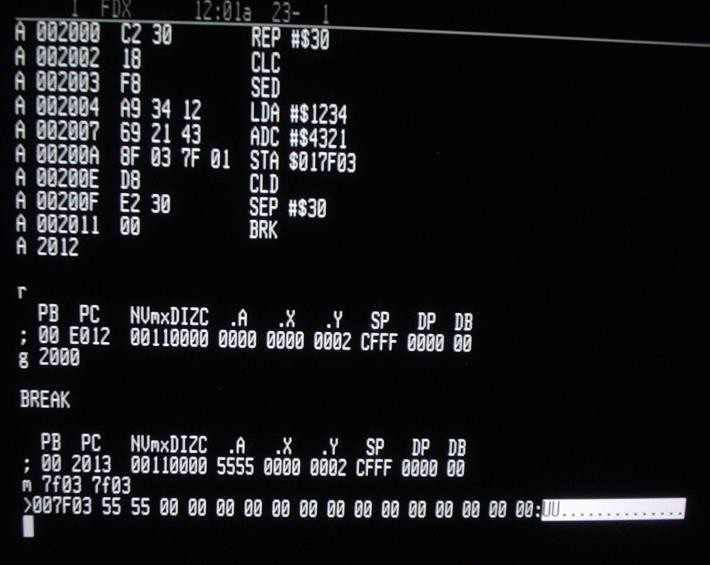 1 FDX 12:01a 23- 1
A 002000 C2 30 REP #$30
A 002002 18 CLC
A 002003 F8 SED
A 002004 A9 34 12 LDA #$1234
A 002007 69 21 43 ADC #$4321
A 00200A 8F 03 7F 01 STA $017F03
A 00200E D8 CLD
A 00200F E2 30 SEP #$30
A 002011 00 BRK
A 2012
r
PB PC NVmxDIZC .A .X .Y SP DP DB
; 00 E012 00110000 0000 0000 0002 CFFF 0000 00
g 2000
BREAK
PB PC NVmxDIZC .A .X .Y SP DP DB
; 00 2013 00110000 5555 0000 0002 CFFF 0000 00
m 7f03 7f03
>007F03 55 55 00 00 00 00 00 00 00 00 00 00 00 00 00 00:UU..............